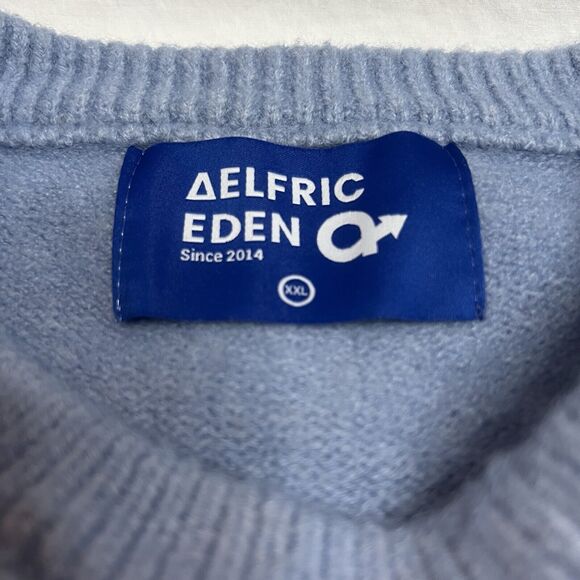 ΔELFRIC
EDEN
Since 2014
XXL